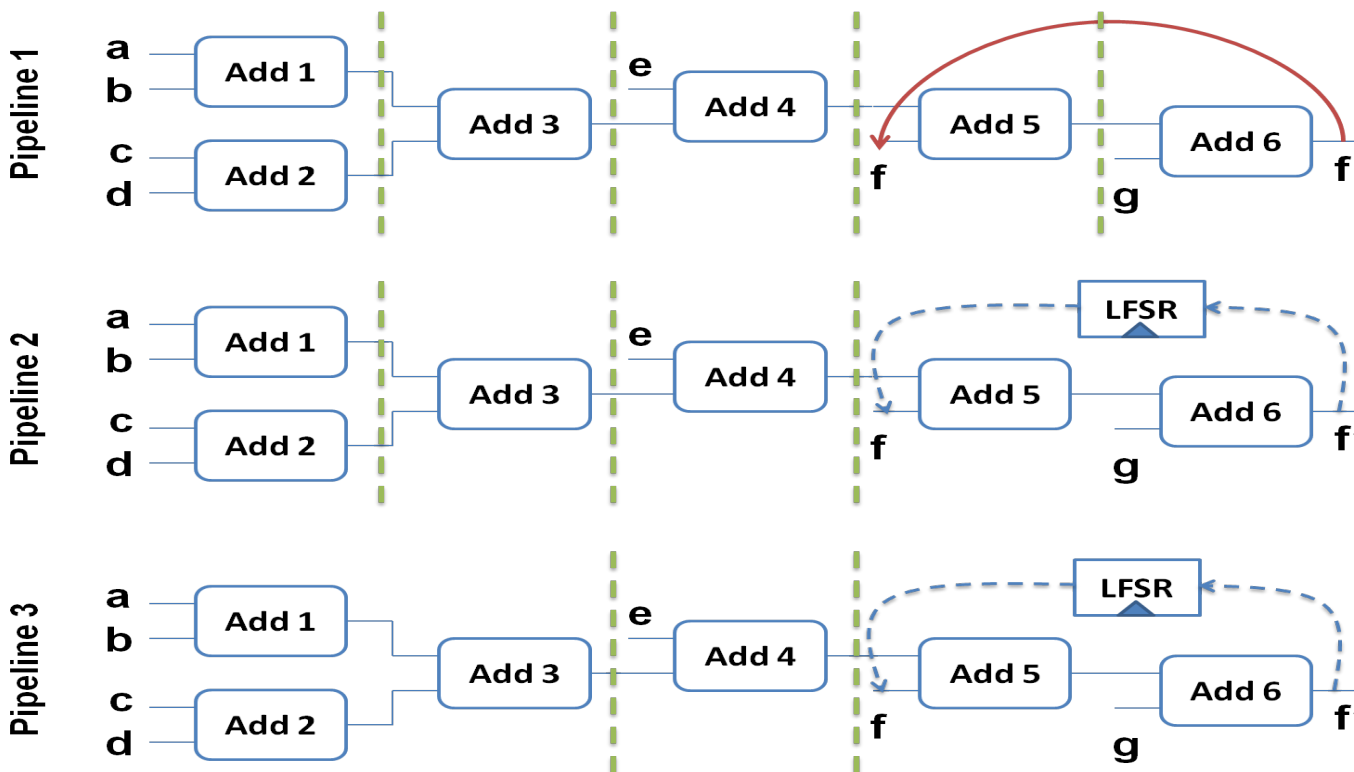 Pipeline 1
a
b
Add 1
c
d
Add 2
Add 3
e
Add 4
f
Add 5
g
Add 6
f
Pipeline 2
a
b
Add 1
c
d
Add 2
Add 3
e
Add 4
LFSR
f
Add 5
g
Add 6
f'
Pipeline 3
a
b
Add 1
c
d
Add 2
Add 3
e
Add 4
LFSR
f
Add 5
g
Add 6
f'